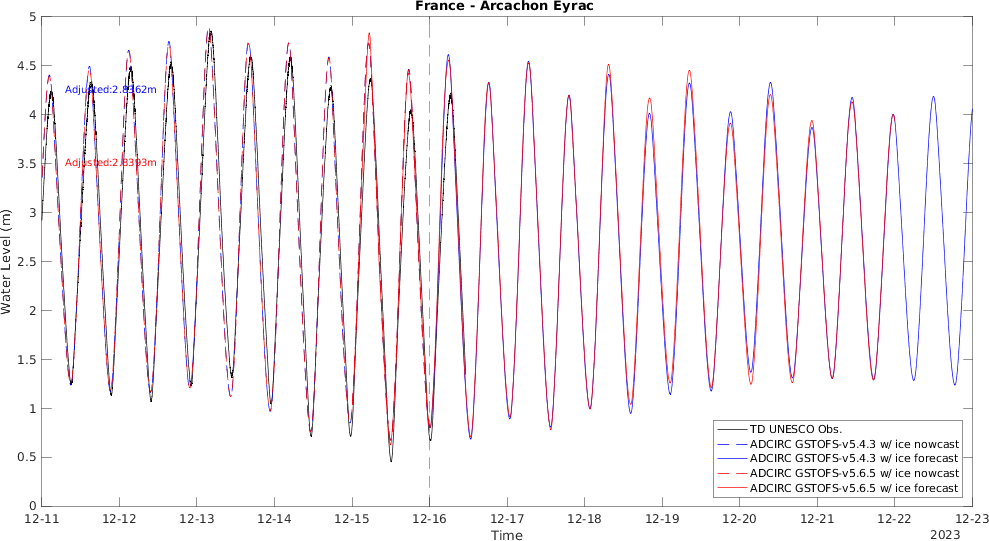 France - Arcachon Eyrac
Water Level (m)
5
4.5
4
3.5
3
2.5
2
1.5
1
0.5
0
Adjusted:2.8362m
Adjusted:2.8393m
TD UNESCO Obs.
ADCIRC GSTOFS-v5.4.3 w/ ice nowcast
ADCIRC GSTOFS-v5.4.3 w/ ice forecast
ADCIRC GSTOFS-v5.6.5 w/ ice nowcast
ADCIRC GSTOFS-v5.6.5 w/ ice forecast
12-11 12-12 12-13 12-14 12-15 12-16 12-17 12-18 12-19 12-20 12-21 12-22 12-23
Time
2023